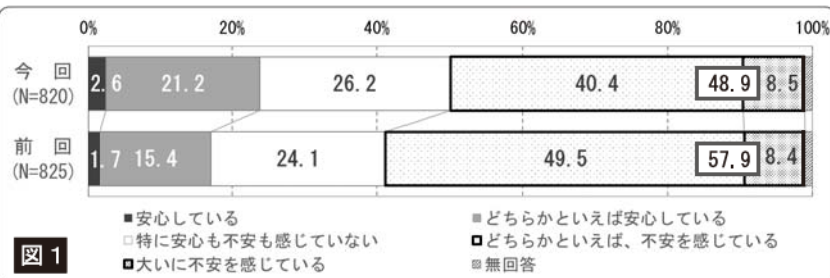 0% 20% 40% 60% 80% 100%
今 回
(N=820)
2.6 21.2 26.2 40.4 48.9 8.5
前 回
(N=825)
1.7 15.4 24.1 49.5 57.9 8.4
■安心している
■どちらかといえば安心している
□特に安心も不安も感じていない
□どちらかといえば、不安を感じている
□大いに不安を感じている
無回答
図1